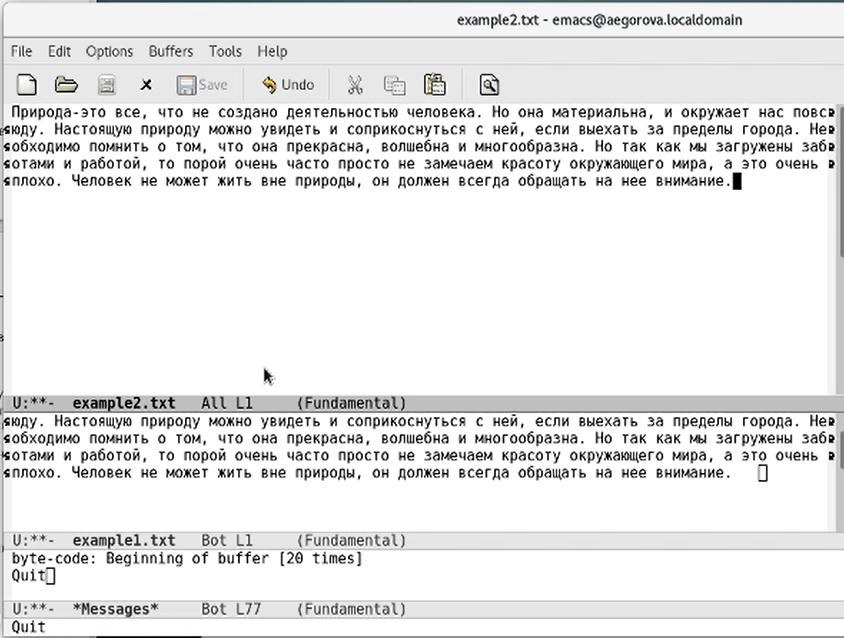 example2.txt - emacs@aegorova.localdomain
File Edit Options Buffers Tools Help
Save Undo
Природа-это все, что не создано деятельностью человека. Но она материальна, и окружает нас повс
юду. Настоящую природу можно увидеть и соприкоснуться с ней, если выехать за пределы города. Не
обходимо помнить о том, что она прекрасна, волшебна и многообразна. Но так как мы загружены заб
отами и работой, то порой очень часто просто не замечаем красоту окружающего мира, а это очень
плохо. Человек не может жить вне природы, он должен всегда обращать на нее внимание.
U:**- example2.txt All L1 (Fundamental)
юду. Настоящую природу можно увидеть и соприкоснуться с ней, если выехать за пределы города. Не
обходимо помнить о том, что она прекрасна, волшебна и многообразна. Но так как мы загружены заб
отами и работой, то порой очень часто просто не замечаем красоту окружающего мира, а это очень
плохо. Человек не может жить вне природы, он должен всегда обращать на нее внимание.
U:**- example1.txt Bot L1 (Fundamental)
byte-code: Beginning of buffer [20 times]
Quit
U:**- *Messages* Bot L77 (Fundamental)
Quit